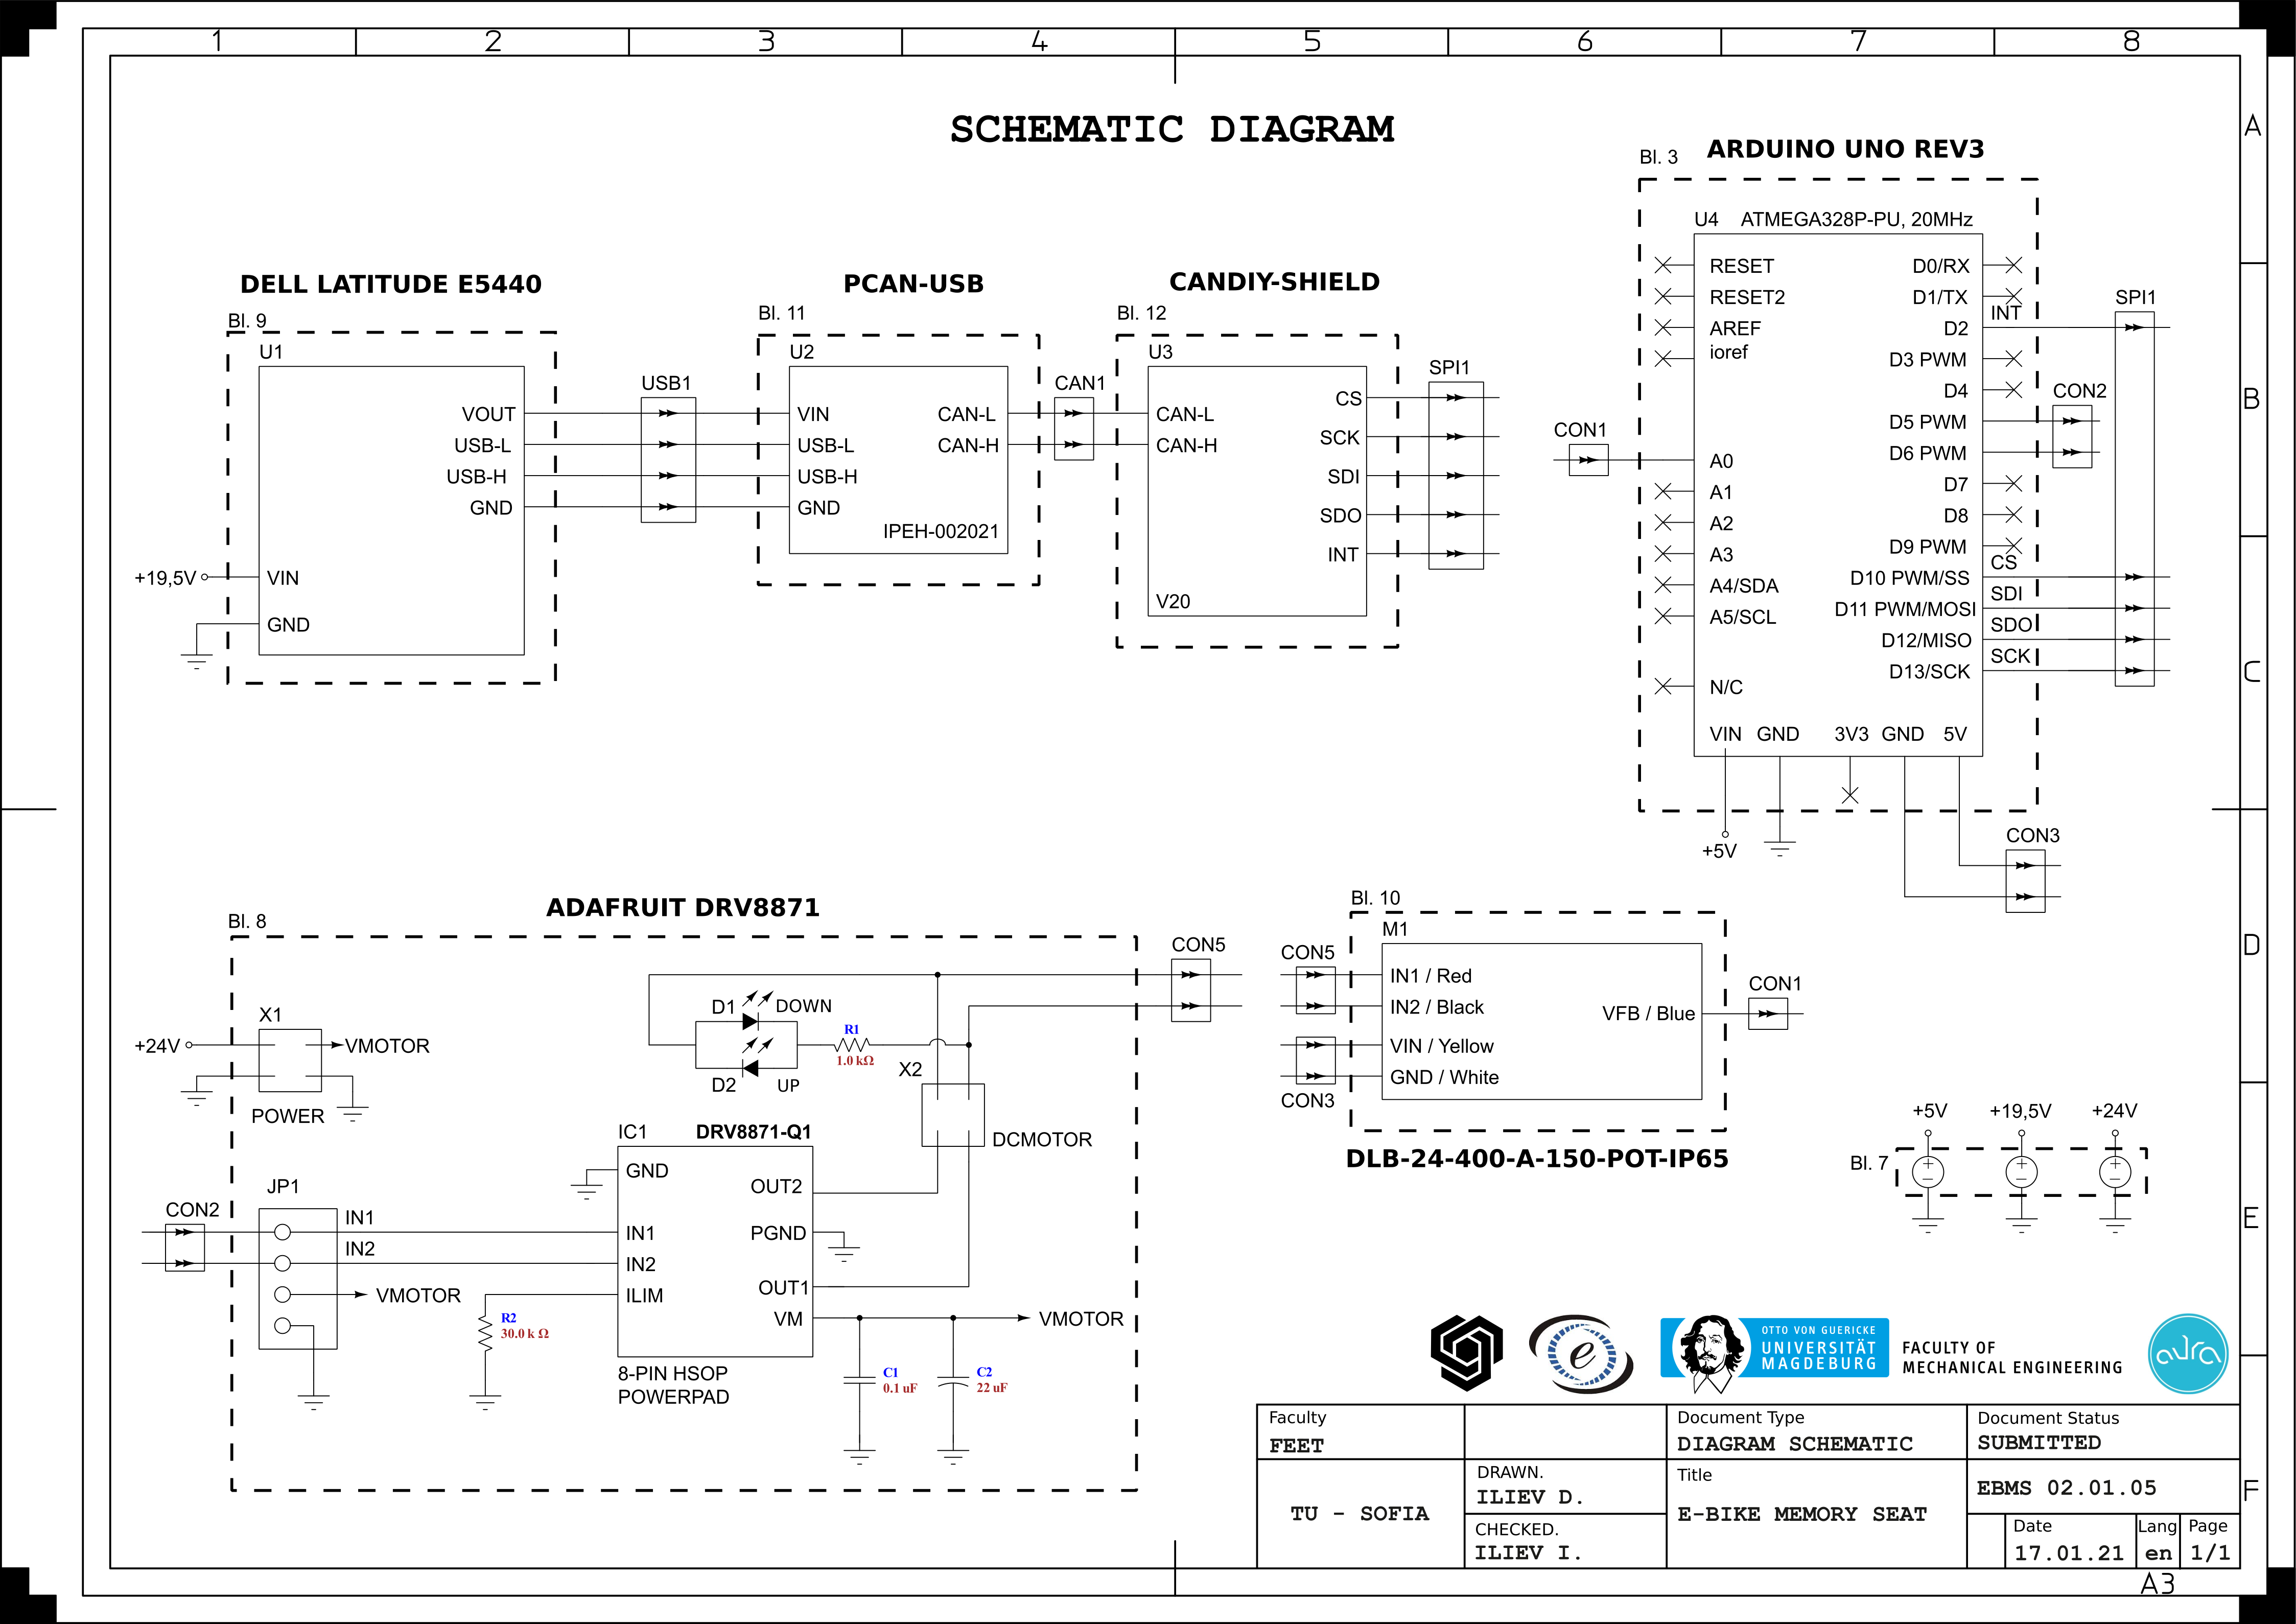 1 2 3 4 5 6 7 8
A
B
C
D
E
F
SCHEMATIC DIAGRAM
DELL LATITUDE E5440
Bl. 9
U1
VOUT
USB-L
USB-H
GND
+19,5V
VIN
GND
USB1
PCAN-USB
Bl. 11
U2
VIN CAN-L
USB-L CAN-H
USB-H
GND
IPEH-002021
CAN1
CANDIY-SHIELD
Bl. 12
U3
CAN-L
CAN-H
CS
SCK
SDI
SDO
INT
V20
SPI1
ARDUINO UNO REV3
Bl. 3
U4 ATMEGA328P-PU, 20MHz
RESET
RESET2
AREF
ioref
CON1
A0
A1
A2
A3
A4/SDA
A5/SCL
N/C
D0/RX
D1/TX
INT
D2
D3 PWM
D4
D5 PWM
D6 PWM
D7
D8
D9 PWM
CS
D10 PWM/SS
SDI
D11 PWM/MOSI
SDO
D12/MISO
SCK
D13/SCK
VIN GND 3V3 GND 5V
+5V
SPI1
CON2
CON3
ADAFRUIT DRV8871
Bl. 8
X1
+24V
VMOTOR
POWER
D1 DOWN
D2 UP
R1
1.0 kΩ
X2
DCMOTOR
CON5
IC1 DRV8871-Q1
GND
IN1
IN2
ILIM
OUT2
PGND
OUT1
VM
8-PIN HSOP
POWERPAD
CON2
JP1
IN1
IN2
VMOTOR
R2
30.0 k Ω
VMOTOR
C1
0.1 uF
C2
22 uF
Bl. 10
M1
CON5
IN1 / Red
IN2 / Black
VIN / Yellow
GND / White
CON3
VFB / Blue
CON1
DLB-24-400-A-150-POT-IP65
+5V +19,5V +24V
Bl. 7
e
OTTO VON GUERICKE
UNIVERSITÄT
MAGDEBURG
FACULTY OF
MECHANICAL ENGINEERING
aura
Faculty
FEET
TU - SOFIA
DRAWN.
ILIEV D.
CHECKED.
ILIEV I.
Document Type
DIAGRAM SCHEMATIC
Title
E-BIKE MEMORY SEAT
Document Status
SUBMITTED
EBMS 02.01.05
Date
17.01.21
Lang
en
Page
1/1
A3